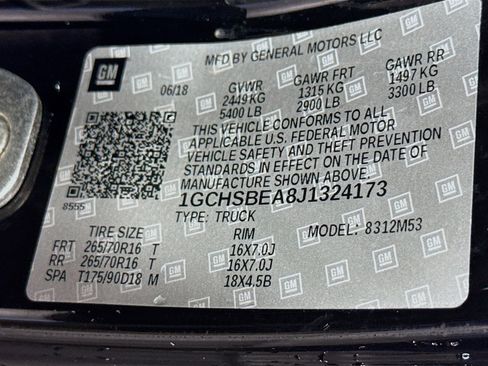 GM
MFD BY GENERAL MOTORS LLC
06/18 GVWR GAWR FRT GAWR RR
2449 KG 1315 KG 1497 KG
5400 LB 2900 LB 3300 LB
THIS VEHICLE CONFORMS TO ALL
APPLICABLE U.S. FEDERAL MOTOR
VEHICLE SAFETY AND THEFT PREVENTION
STANDARDS IN EFFECT ON THE DATE OF
MANUFACTURE SHOWN ABOVE.
8555 1GCHSBEA8J1324173
TYPE: TRUCK MODEL: 8312M53
TIRE SIZE RIM
FRT 265/70R16 T 16X7.0J
RR 265/70R16 T 16X7.0J
SPA T175/90D18 M 18X4.5B